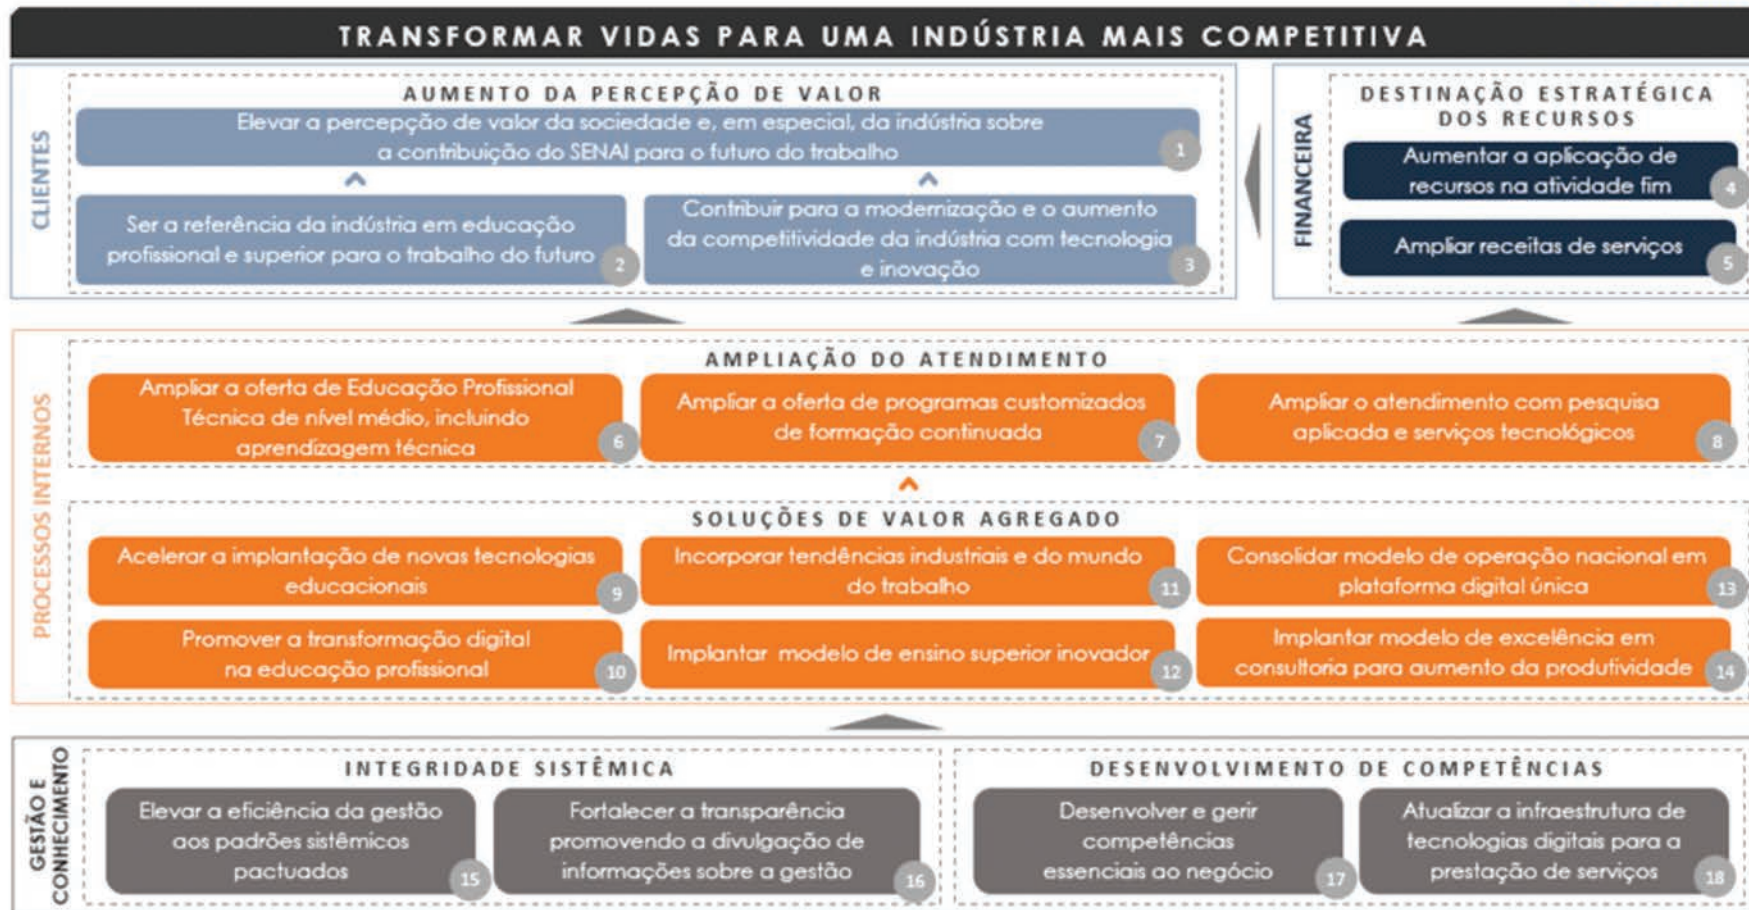 TRANSFORMAR VIDAS PARA UMA INDÚSTRIA MAIS COMPETITIVA
CLIENTES
AUMENTO DA PERCEPÇÃO DE VALOR
Elevar a percepção de valor da sociedade e, em especial, da indústria sobre
a contribuição do SENAI para o futuro do trabalho
1
Ser a referência da indústria em educação
profissional e superior para o trabalho do futuro
2
Contribuir para a modernização e o aumento
da competitividade da indústria com tecnologia
e inovação
3
FINANCEIRA
DESTINAÇÃO ESTRATÉGICA
DOS RECURSOS
Aumentar a aplicação de
recursos na atividade fim
4
Ampliar receitas de serviços
5
PROCESSOS INTERNOS
AMPLIAÇÃO DO ATENDIMENTO
Ampliar a oferta de Educação Profissional
Técnica de nível médio, incluindo
aprendizagem técnica
6
Ampliar a oferta de programas customizados
de formação continuada
7
Ampliar o atendimento com pesquisa
aplicada e serviços tecnológicos
8
SOLUÇÕES DE VALOR AGREGADO
Acelerar a implantação de novas tecnologias
educacionais
9
Incorporar tendências industriais e do mundo
do trabalho
11
Consolidar modelo de operação nacional em
plataforma digital única
13
Promover a transformação digital
na educação profissional
10
Implantar modelo de ensino superior inovador
12
Implantar modelo de excelência em
consultoria para aumento da produtividade
14
GESTÃO E
CONHECIMENTO
INTEGRIDADE SISTÊMICA
Elevar a eficiência da gestão
aos padrões sistêmicos
pactuados
15
Fortalecer a transparência
promovendo a divulgação de
informações sobre a gestão
16
DESENVOLVIMENTO DE COMPETÊNCIAS
Desenvolver e gerir
competências
essenciais ao negócio
17
Atualizar a infraestrutura de
tecnologias digitais para a
prestação de serviços
18